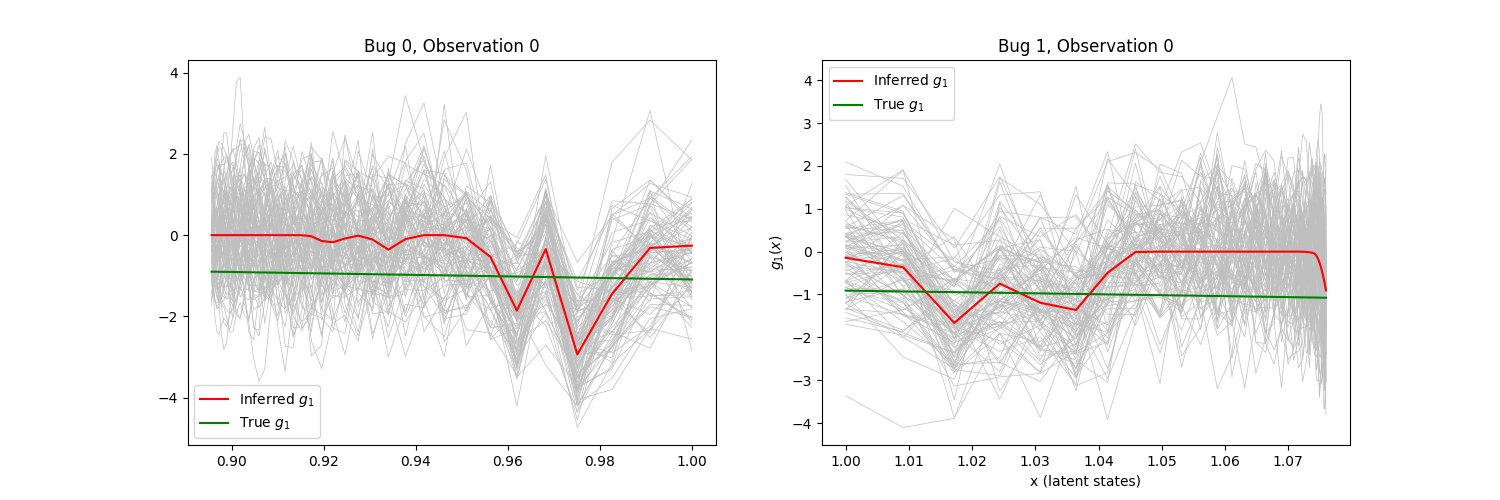 Bug 0, Observation 0
4
2
0
−2
−4
Inferred g₁
True g₁
0.90 0.92 0.94 0.96 0.98 1.00
Bug 1, Observation 0
Inferred g₁
True g₁
4
3
2
1
0
−1
−2
−3
−4
g₁(x)
1.00 1.01 1.02 1.03 1.04 1.05 1.06 1.07
x (latent states)